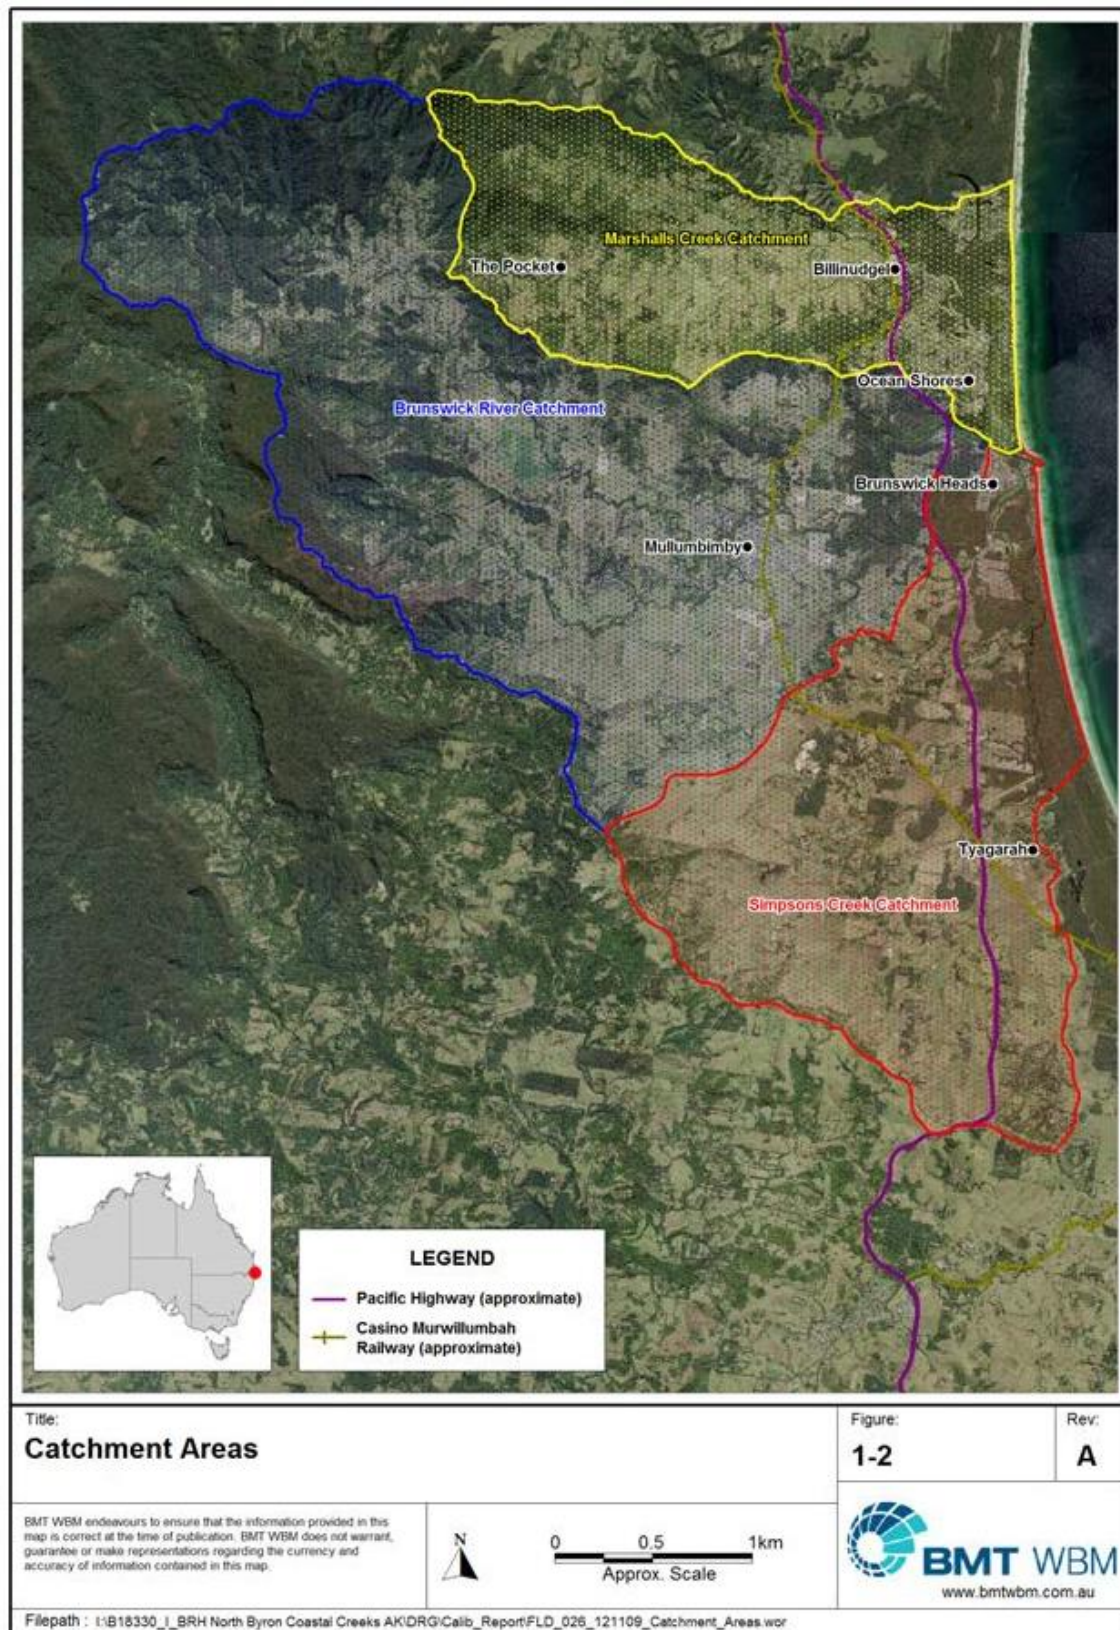 Marshalls Creek Catchment
The Pocket
Billinudgel
Ocean Shores
Brunswick River Catchment
Brunswick Heads
Mullumbimby
Tyagarah
Simpsons Creek Catchment
LEGEND
Pacific Highway (approximate)
Casino Murwillumbah
Railway (approximate)
Title:
Catchment Areas
Figure:
1-2
Rev:
A
BMT WBM endeavours to ensure that the information provided in this
map is correct at the time of publication. BMT WBM does not warrant,
guarantee or make representations regarding the currency and
accuracy of information contained in this map.
N
0 0.5 1km
Approx. Scale
BMT WBM
www.bmtwbm.com.au
Filepath : I:\B18330_I_BRH North Byron Coastal Creeks AK\DRG\Calib_Report\FLD_026_121109_Catchment_Areas.wor